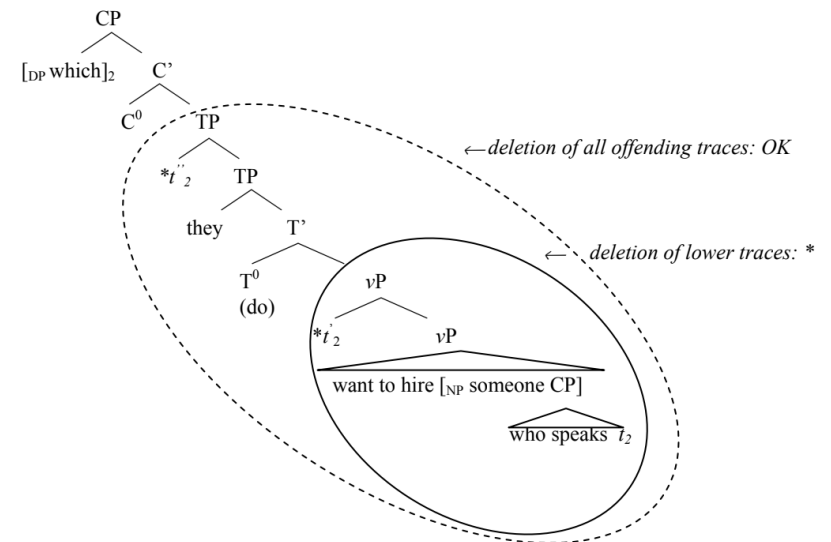 CP
[DP which]2 C’
C0 TP
←deletion of all offending traces: OK
*t’’2 TP
they T’
← deletion of lower traces: *
T0 vP
(do)
*t’2 vP
want to hire [NP someone CP]
who speaks t2